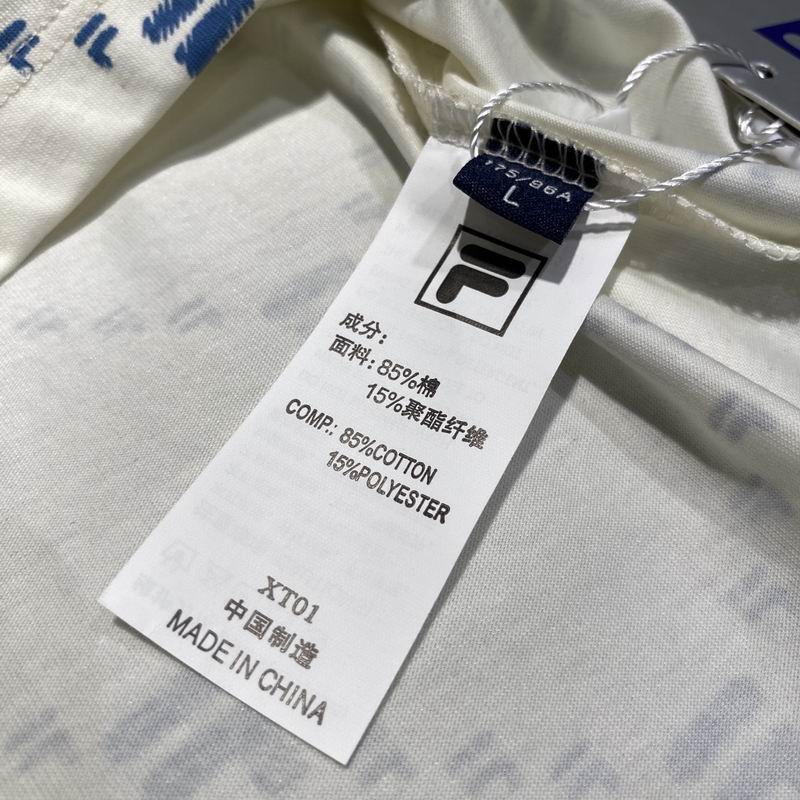 175/96A
L
F
成分:
面料: 85%棉
15%聚酯纤维
COMP.: 85%COTTON
15%POLYESTER
XT01
中国制造
MADE IN CHINA